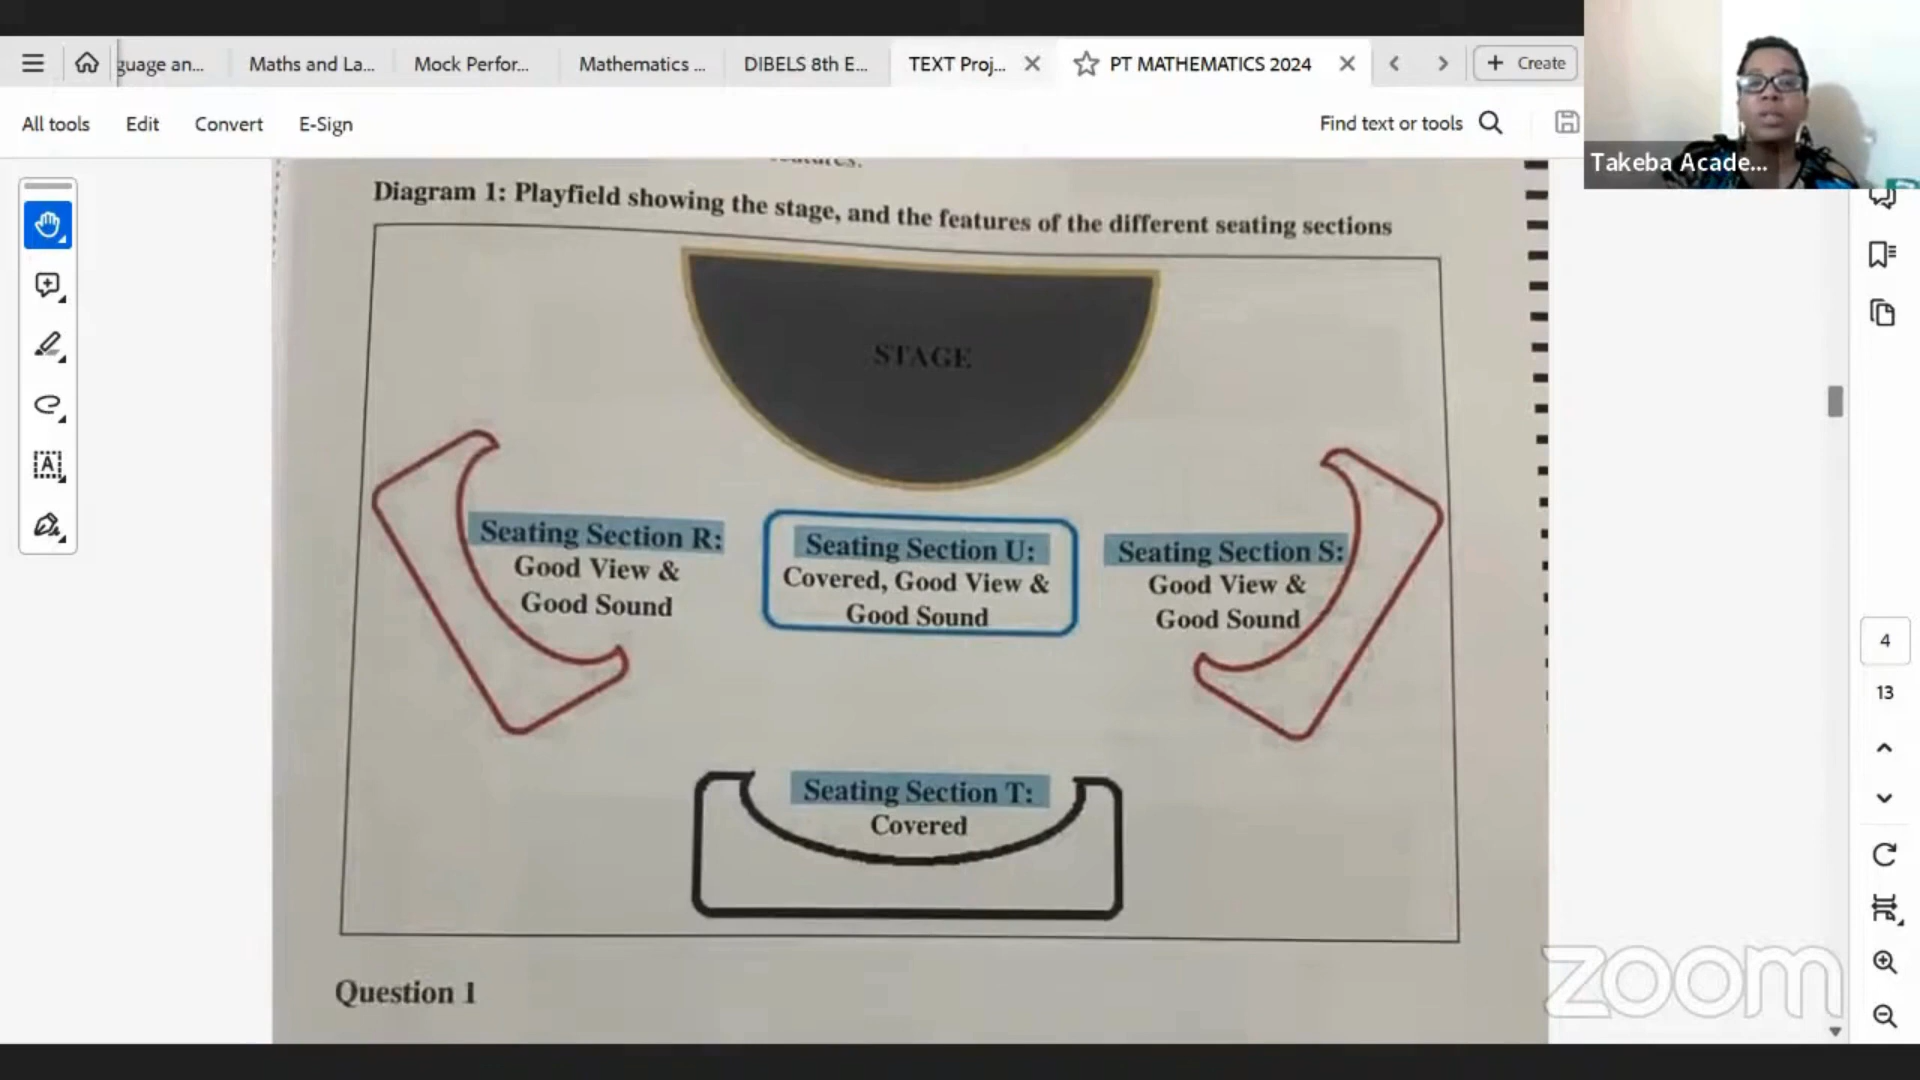 guage an...
Maths and La...
Mock Perfor...
Mathematics ...
DIBELS 8th E...
TEXT Proj...
PT MATHEMATICS 2024
Create
All tools
Edit
Convert
E-Sign
Find text or tools
Takeba Acade...
Diagram 1: Playfield showing the stage, and the features of the different seating sections
STAGE
Seating Section R:
Good View &
Good Sound
Seating Section U:
Covered, Good View &
Good Sound
Seating Section S:
Good View &
Good Sound
Seating Section T:
Covered
Question 1
4
13
zoom